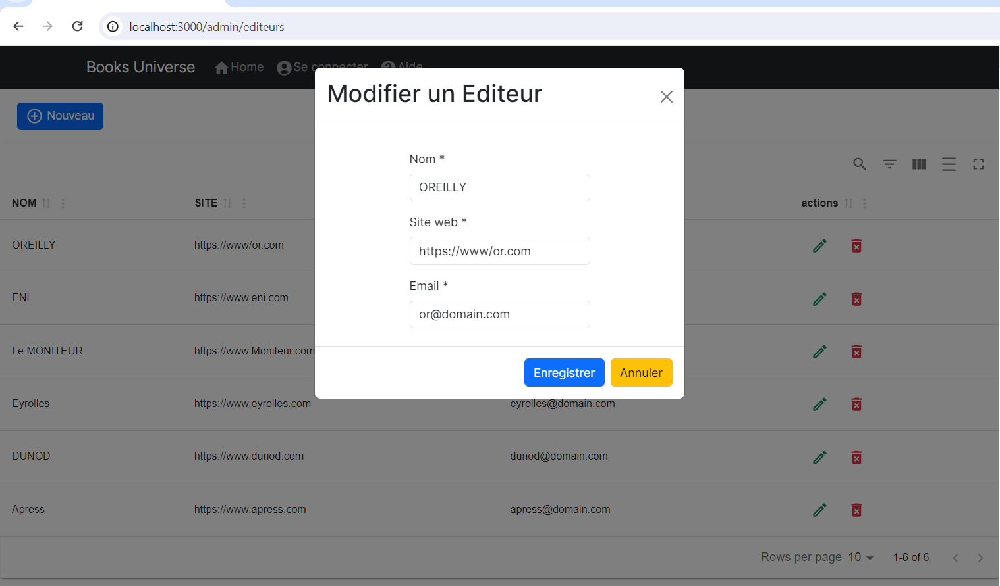 localhost:3000/admin/editeurs
Books Universe Home Se connecter Aide
Modifier un Editeur
Nouveau
Nom *
OREILLY
Site web *
https://www/or.com
Email *
or@domain.com
Enregistrer Annuler
NOM SITE actions
OREILLY https://www/or.com
ENI https://www.eni.com
Le MONITEUR https://www.Moniteur.com
Eyrolles https://www.eyrolles.com eyrolles@domain.com
DUNOD https://www.dunod.com dunod@domain.com
Apress https://www.apress.com apress@domain.com
Rows per page 10 1-6 of 6